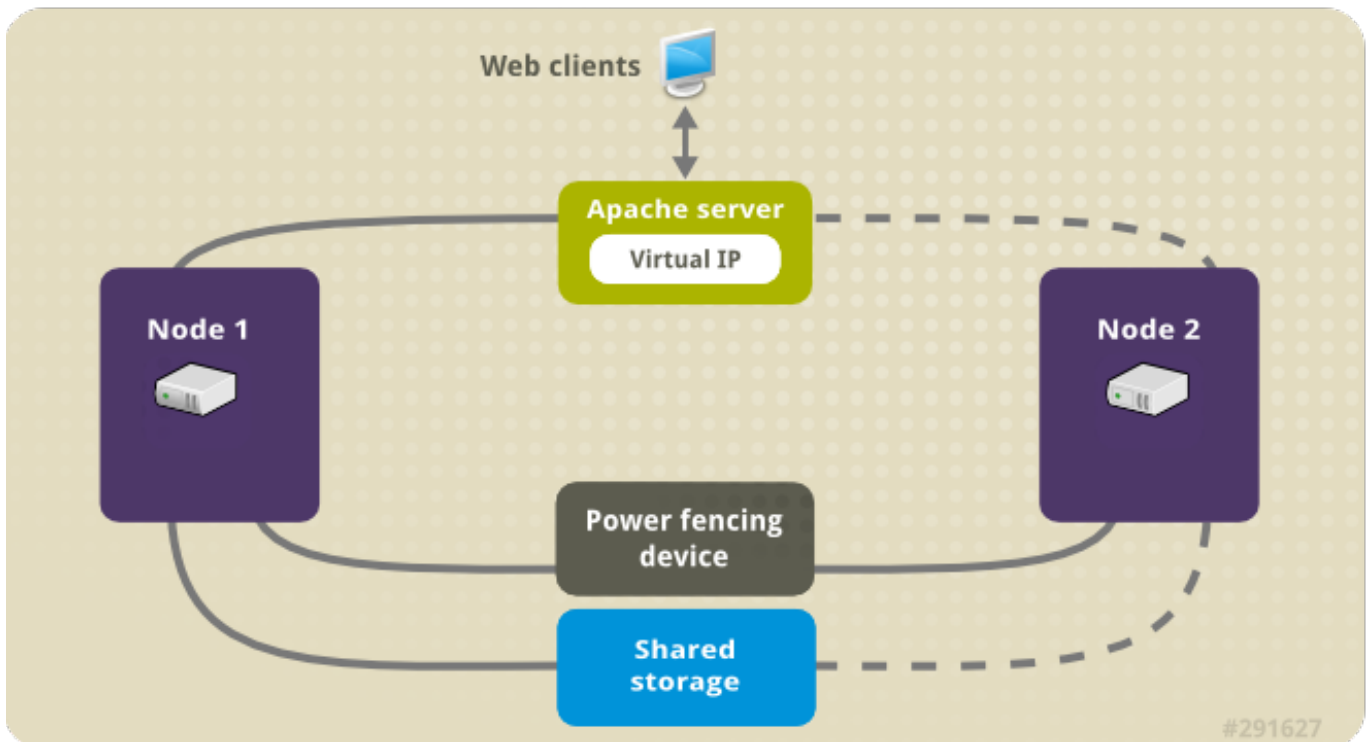 Web clients
Apache server
Virtual IP
Node 1
Node 2
Power fencing
device
Shared
storage
#291627